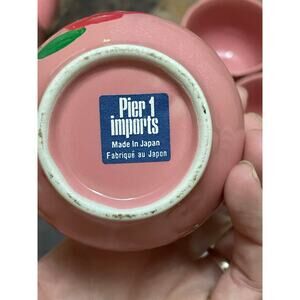 Pier 1
imports
Made In Japan
Fabriqué au Japon